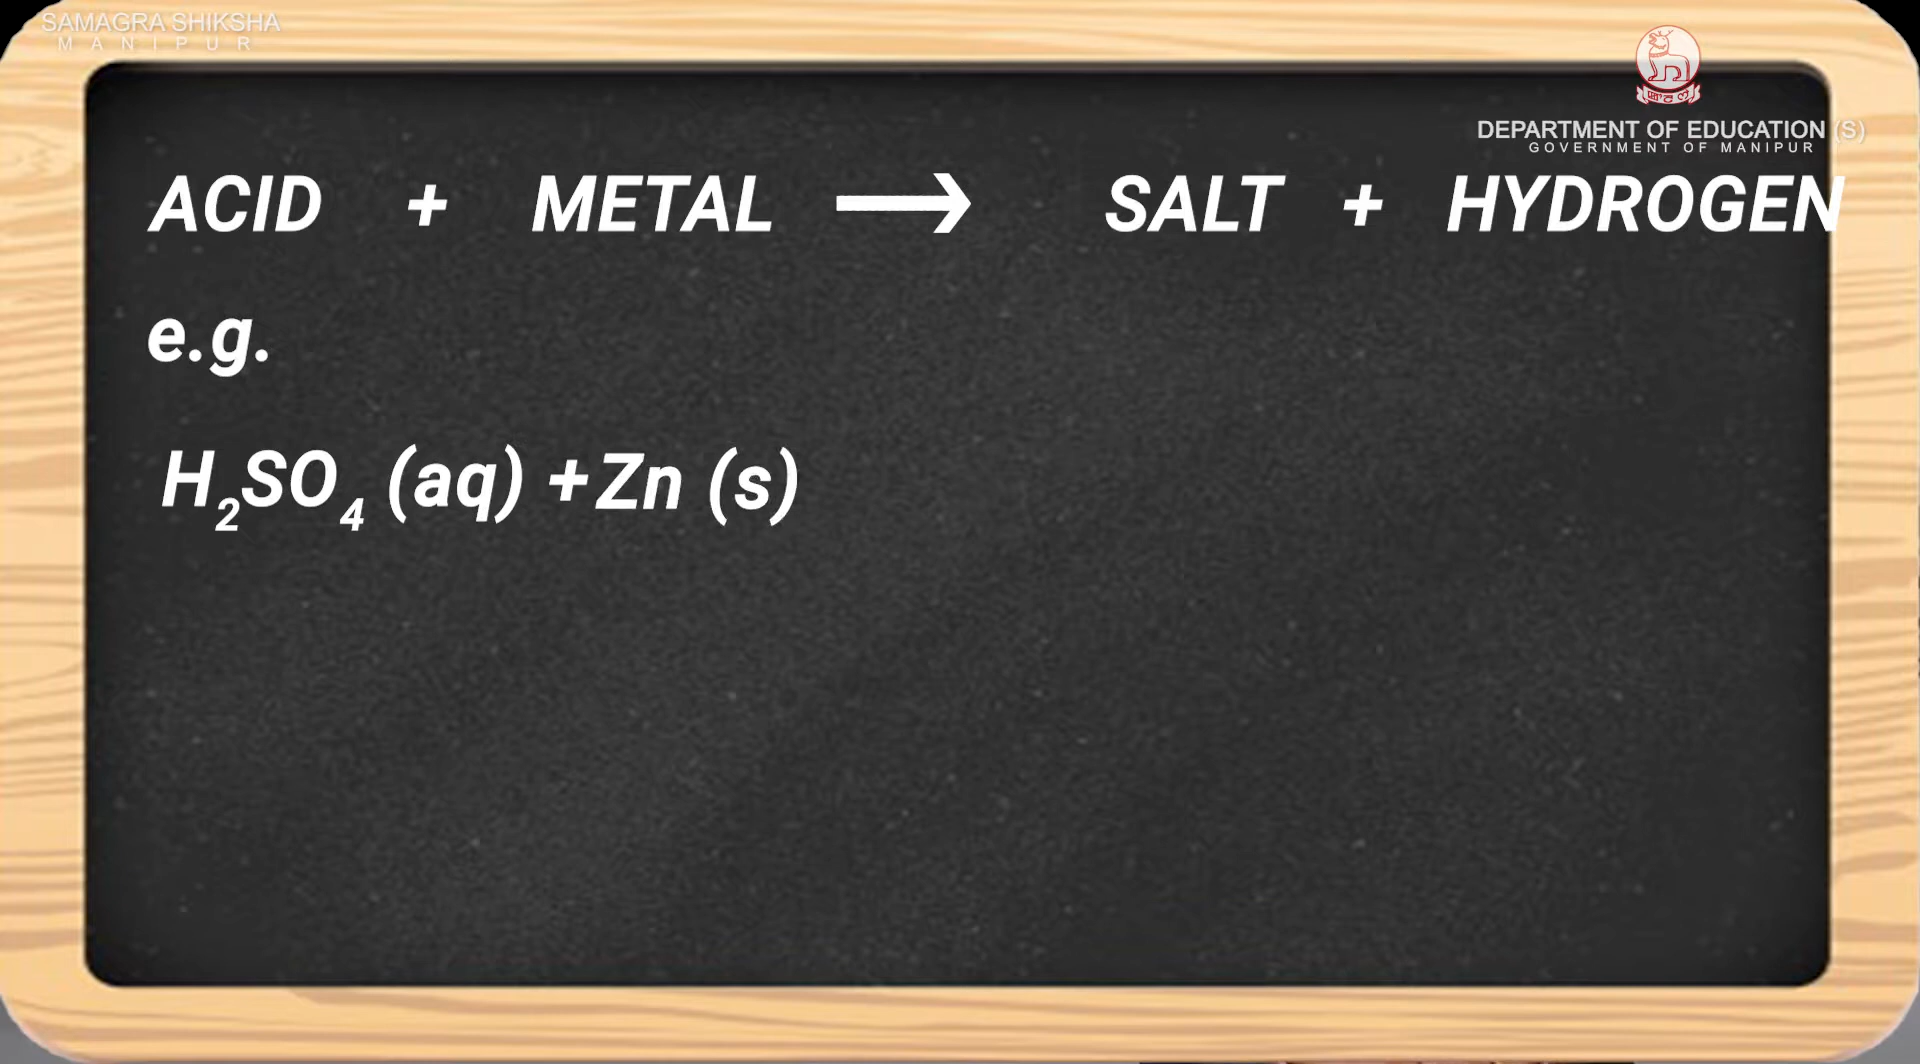 SAMAGRA SHIKSHA
MANIPUR
DEPARTMENT OF EDUCATION (S)
GOVERNMENT OF MANIPUR
ACID + METAL → SALT + HYDROGEN
e.g.
H₂SO₄ (aq) + Zn (s)